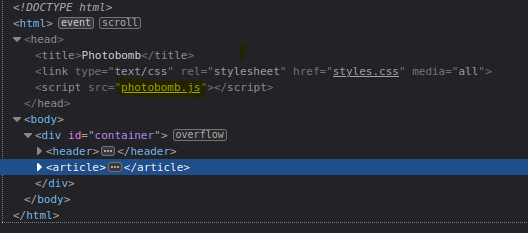 <!DOCTYPE html>
<html> event scroll
<head>
<title>Photobomb</title>
<link type="text/css" rel="stylesheet" href="styles.css" media="all">
<script src="photobomb.js"></script>
</head>
<body>
<div id="container"> overflow
<header>⋯</header>
<article>⋯</article>
</div>
</body>
</html>